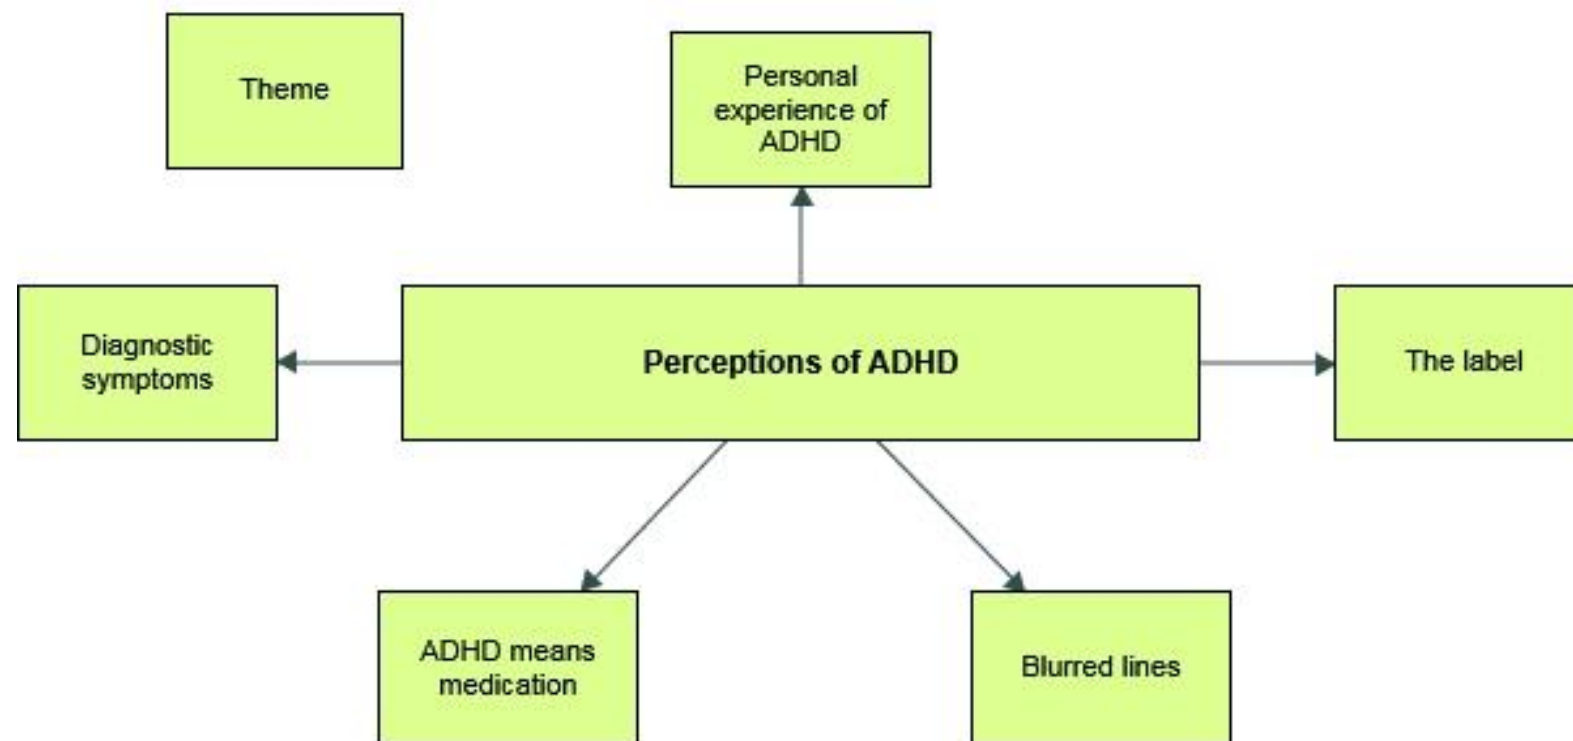 Theme
Personal
experience of
ADHD
Diagnostic
symptoms
Perceptions of ADHD
The label
ADHD means
medication
Blurred lines